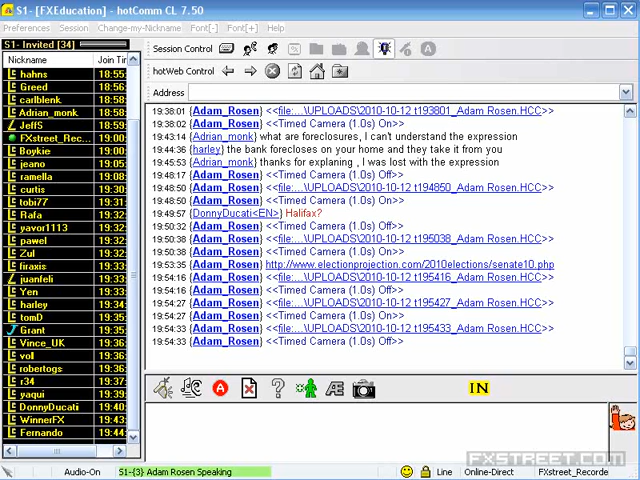 S1- [FXEducation] - hotComm CL 7.50
Preferences Session Change-my-Nickname Font[-] Font[+] Help
S1- Invited [34]
Session Control
Nickname Join Tir
hotWeb Control
Address
hahns 18:55:
Greed 18:56:
carlblenk 18:56:
Adrian_monk 18:56:
JeffS 18:56:
FXstreet_Rec... 19:00:
Boykie 19:11:
jeano 19:15:
ramella 19:08:
curtis 19:30:
tobi77 19:31:
Rafa 19:32:
yavor1113 19:32:
pawel 19:32:
Zul 19:33:
firaxis 19:33:
juanfeli 19:33:
Yen 19:33:
harley 19:34:
tomD 19:35:
Grant 19:35:
Vince_UK 19:36:
vol 19:36:
robertogs 19:36:
r34 19:37:
yaqui 19:39:
DonnyDucati 19:40:
WinnerFX 19:43:
Fernando 19:44:
19:38:01 {Adam_Rosen} <<file:...\UPLOADS\2010-10-12 t193801_Adam Rosen.HCC>>
19:38:02 {Adam_Rosen} <<Timed Camera (1.0s) On>>
19:43:14 {Adrian_monk} what are foreclosures, I can't understand the expression
19:44:36 {harley} the bank forecloses on your home and they take it from you
19:45:53 {Adrian_monk} thanks for explaning , I was lost with the expression
19:48:17 {Adam_Rosen} <<Timed Camera (1.0s) Off>>
19:48:50 {Adam_Rosen} <<file:...\UPLOADS\2010-10-12 t194850_Adam Rosen.HCC>>
19:48:50 {Adam_Rosen} <<Timed Camera (1.0s) On>>
19:49:57 {DonnyDucati<EN>} Halifax?
19:50:32 {Adam_Rosen} <<Timed Camera (1.0s) Off>>
19:50:38 {Adam_Rosen} <<file:...\UPLOADS\2010-10-12 t195038_Adam Rosen.HCC>>
19:50:38 {Adam_Rosen} <<Timed Camera (1.0s) On>>
19:53:35 {Adam_Rosen} http://www.electionprojection.com/2010elections/senate10.php
19:54:16 {Adam_Rosen} <<file:...\UPLOADS\2010-10-12 t195416_Adam Rosen.HCC>>
19:54:16 {Adam_Rosen} <<Timed Camera (1.0s) Off>>
19:54:27 {Adam_Rosen} <<file:...\UPLOADS\2010-10-12 t195427_Adam Rosen.HCC>>
19:54:27 {Adam_Rosen} <<Timed Camera (1.0s) On>>
19:54:33 {Adam_Rosen} <<file:...\UPLOADS\2010-10-12 t195433_Adam Rosen.HCC>>
19:54:33 {Adam_Rosen} <<Timed Camera (1.0s) Off>>
IN
FXSTREET.COM
Audio-On S1-{3} Adam Rosen Speaking Line Online-Direct FXstreet_Recorde